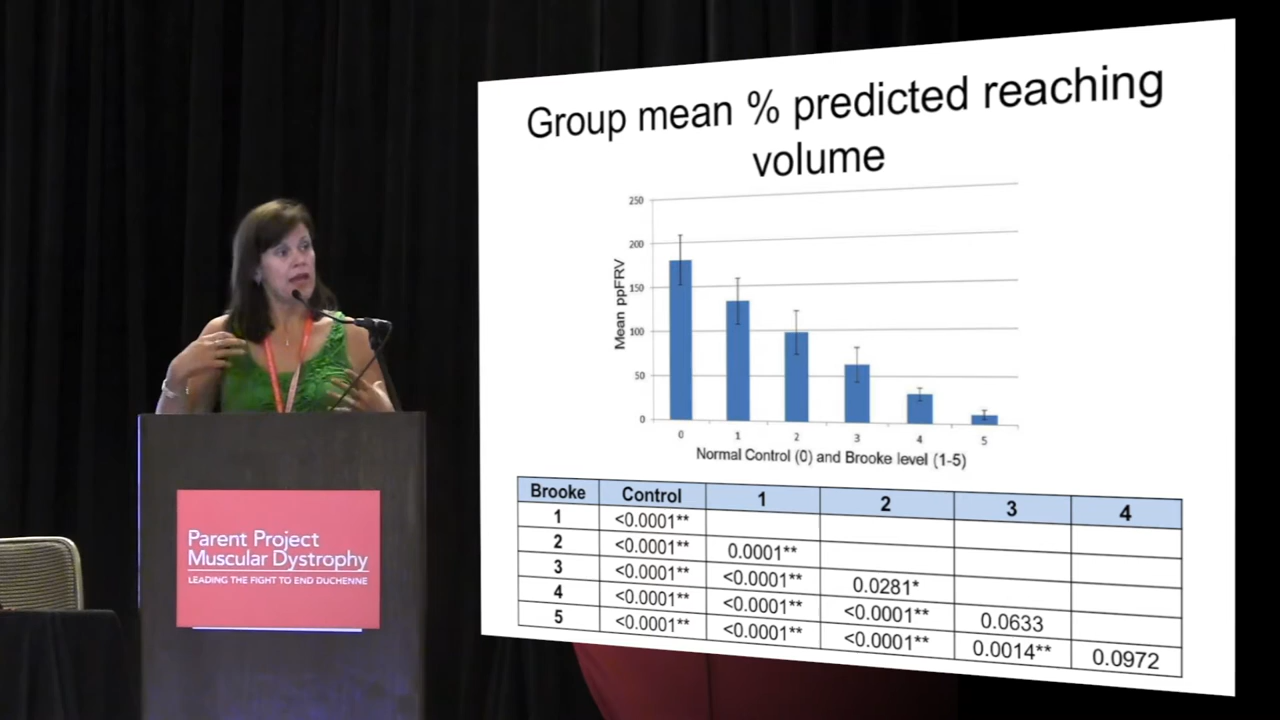 Group mean % predicted reaching
volume
250
200
150
100
50
0
Mean ppFRV
0 1 2 3 4 5
Normal Control (0) and Brooke level (1-5)
Brooke Control 1 2 3 4
1 <0.0001**
2 <0.0001** 0.0001**
3 <0.0001** <0.0001** 0.0281*
4 <0.0001** <0.0001** <0.0001** 0.0633
5 <0.0001** <0.0001** <0.0001** 0.0014** 0.0972
Parent Project
Muscular Dystrophy
LEADING THE FIGHT TO END DUCHENNE